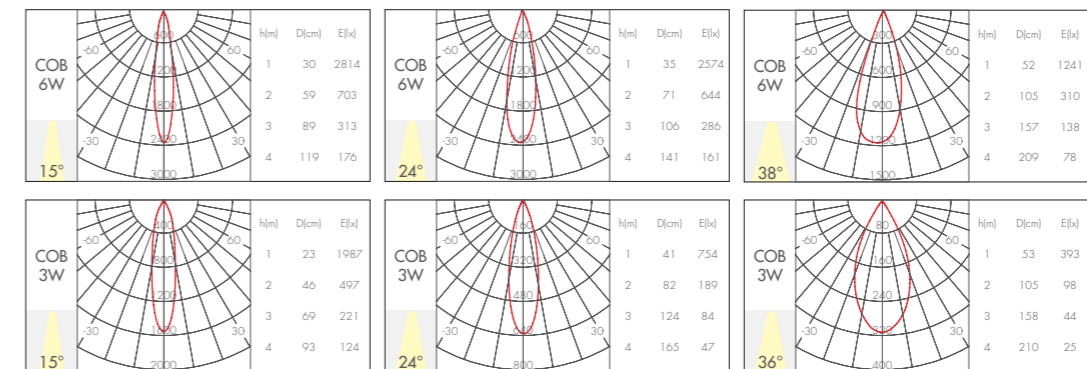 COB
6W
15°
600
1200
1800
2400
3000
-60
60
-30
30
h(m) D(cm) E(lx)
1 30 2814
2 59 703
3 89 313
4 119 176
COB
6W
24°
600
1200
1800
2400
3000
-60
60
-30
30
h(m) D(cm) E(lx)
1 35 2574
2 71 644
3 106 286
4 141 161
COB
6W
38°
300
600
900
1200
1500
-60
60
-30
30
h(m) D(cm) E(lx)
1 52 1241
2 105 310
3 157 138
4 209 78
COB
3W
15°
400
800
1200
1600
2000
-60
60
-30
30
h(m) D(cm) E(lx)
1 23 1987
2 46 497
3 69 221
4 93 124
COB
3W
24°
160
320
480
640
800
-60
60
-30
30
h(m) D(cm) E(lx)
1 41 754
2 82 189
3 124 84
4 165 47
COB
3W
36°
80
160
240
320
400
-60
60
-30
30
h(m) D(cm) E(lx)
1 53 393
2 105 98
3 158 44
4 210 25